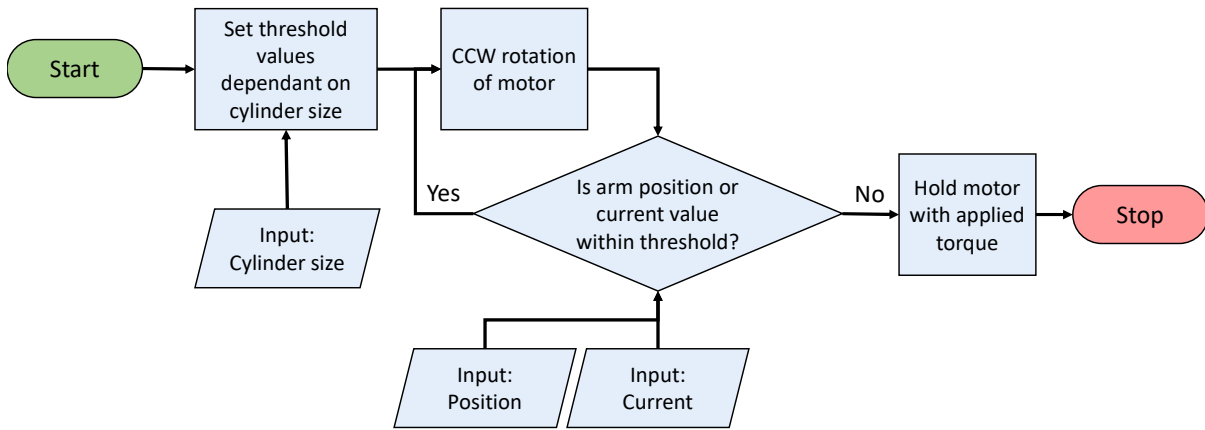 Start
Set threshold
values
dependant on
cylinder size
CCW rotation
of motor
Yes
Is arm position or
current value
within threshold?
No
Hold motor
with applied
torque
Stop
Input:
Cylinder size
Input:
Position
Input:
Current